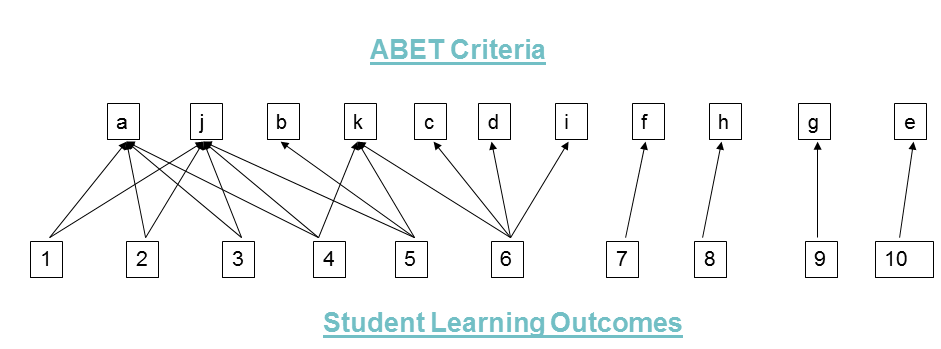 ABET Criteria
a j b k c d i f h g e
1 2 3 4 5 6 7 8 9 10
Student Learning Outcomes